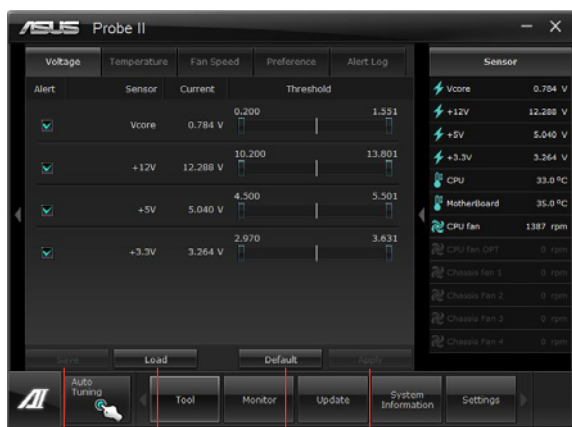 ASUS Probe II
Voltage Temperature Fan Speed Preference Alert Log
Alert Sensor Current Threshold
Vcore 0.784 V 0.200 1.551
+12V 12.288 V 10.200 13.801
+5V 5.040 V 4.500 5.501
+3.3V 3.264 V 2.970 3.631
Save Load Default Apply
Sensor
Vcore 0.784 V
+12V 12.288 V
+5V 5.040 V
+3.3V 3.264 V
CPU 33.0 ºC
MotherBoard 35.0 ºC
CPU fan 1387 rpm
CPU fan OPT 0 rpm
Chassis fan 1 0 rpm
Chassis Fan 2 0 rpm
Chassis Fan 3 0 rpm
Chassis Fan 4 0 rpm
AI
Auto
Tuning
Tool Monitor Update
System
Information
Settings